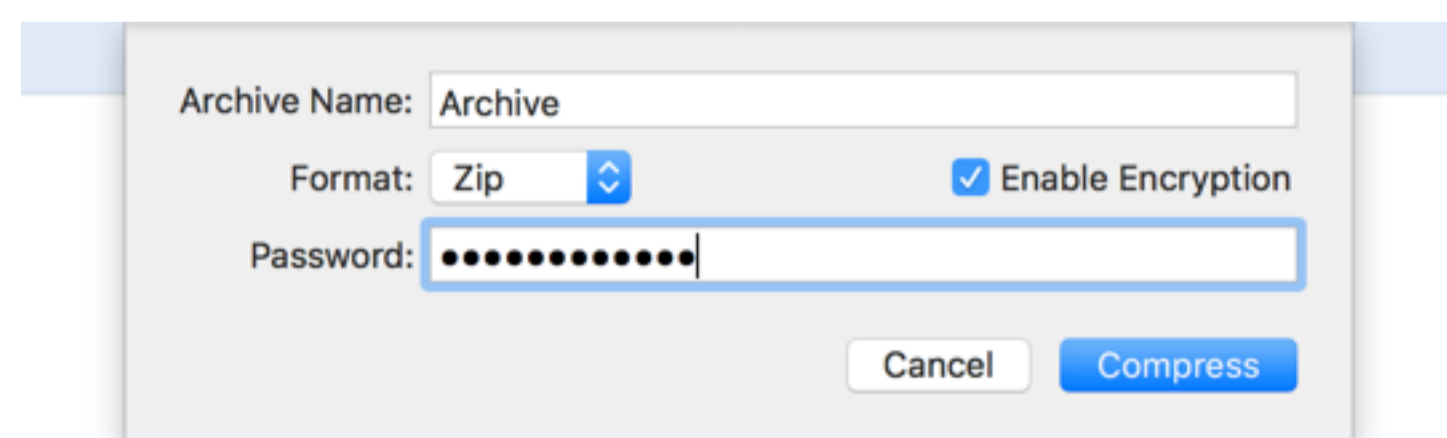 Archive Name: Archive
Format: Zip Enable Encryption
Password: ••••••••••••
Cancel Compress